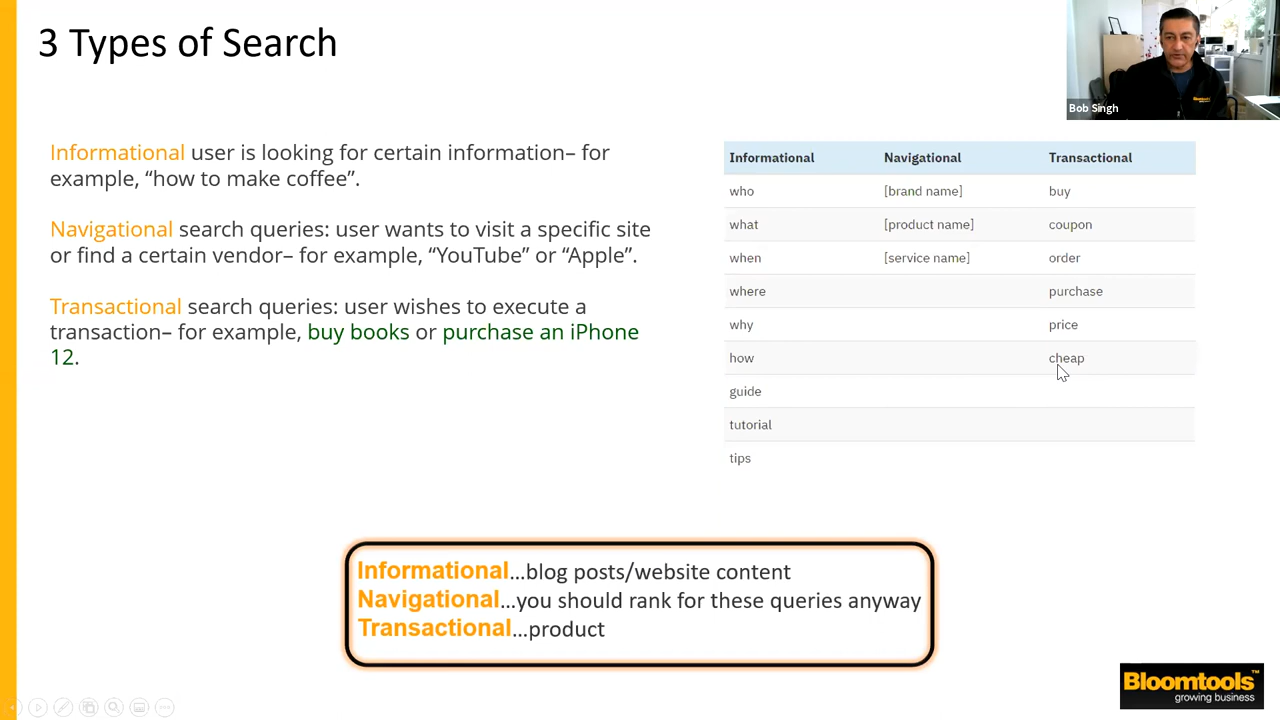 3 Types of Search
Bob Singh
Informational user is looking for certain information– for
example, “how to make coffee”.
Navigational search queries: user wants to visit a specific site
or find a certain vendor– for example, “YouTube” or “Apple”.
Transactional search queries: user wishes to execute a
transaction– for example, buy books or purchase an iPhone
12.
Informational Navigational Transactional
who [brand name] buy
what [product name] coupon
when [service name] order
where purchase
why price
how cheap
guide
tutorial
tips
Informational...blog posts/website content
Navigational...you should rank for these queries anyway
Transactional...product
Bloomtools
growing business